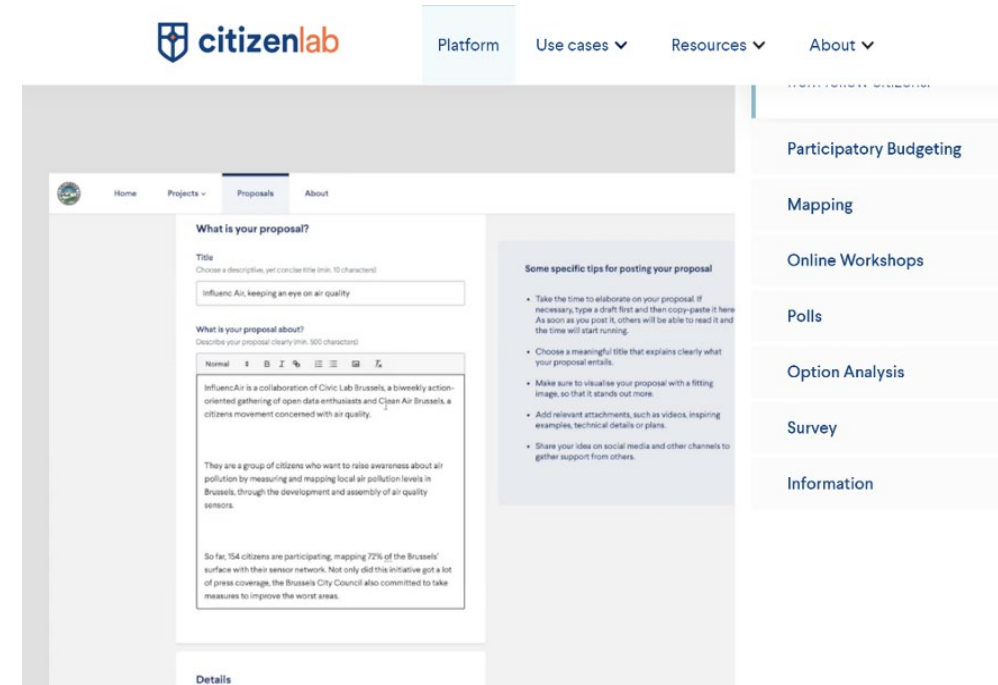 citizenlab
Platform
Use cases
Resources
About
Participatory Budgeting
Mapping
Online Workshops
Polls
Option Analysis
Survey
Information
Home
Projects
Proposals
About
What is your proposal?
Title
Choose a descriptive, yet concise title (min. 10 characters)
Influenc Air, keeping an eye on air quality
What is your proposal about?
Describe your proposal clearly (min. 500 characters)
Normal
InfluencAir is a collaboration of Civic Lab Brussels, a biweekly action-
oriented gathering of open data enthusiasts and Clean Air Brussels, a
citizens movement concerned with air quality.
They are a group of citizens who want to raise awareness about air
pollution by measuring and mapping local air pollution levels in
Brussels, through the development and assembly of air quality
sensors.
So far, 154 citizens are participating, mapping 72% of the Brussels'
surface with their sensor network. Not only did this initiative got a lot
of press coverage, the Brussels City Council also committed to take
measures to improve the worst areas.
Details
Some specific tips for posting your proposal
• Take the time to elaborate on your proposal. If
necessary, type a draft first and then copy-paste it here
As soon as you post it, others will be able to read it and
the time will start running.
• Choose a meaningful title that explains clearly what
your proposal entails.
• Make sure to visualise your proposal with a fitting
image, so that it stands out more.
• Add relevant attachments, such as videos, inspiring
examples, technical details or plans.
• Share your idea on social media and other channels to
gather support from others.